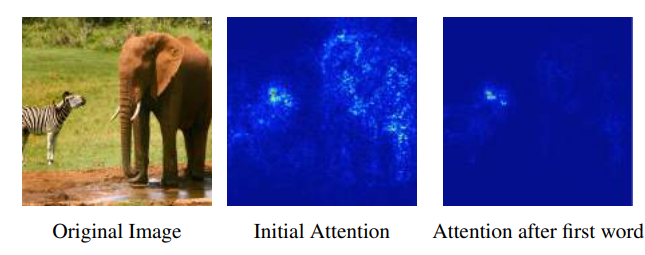 Original Image
Initial Attention
Attention after first word